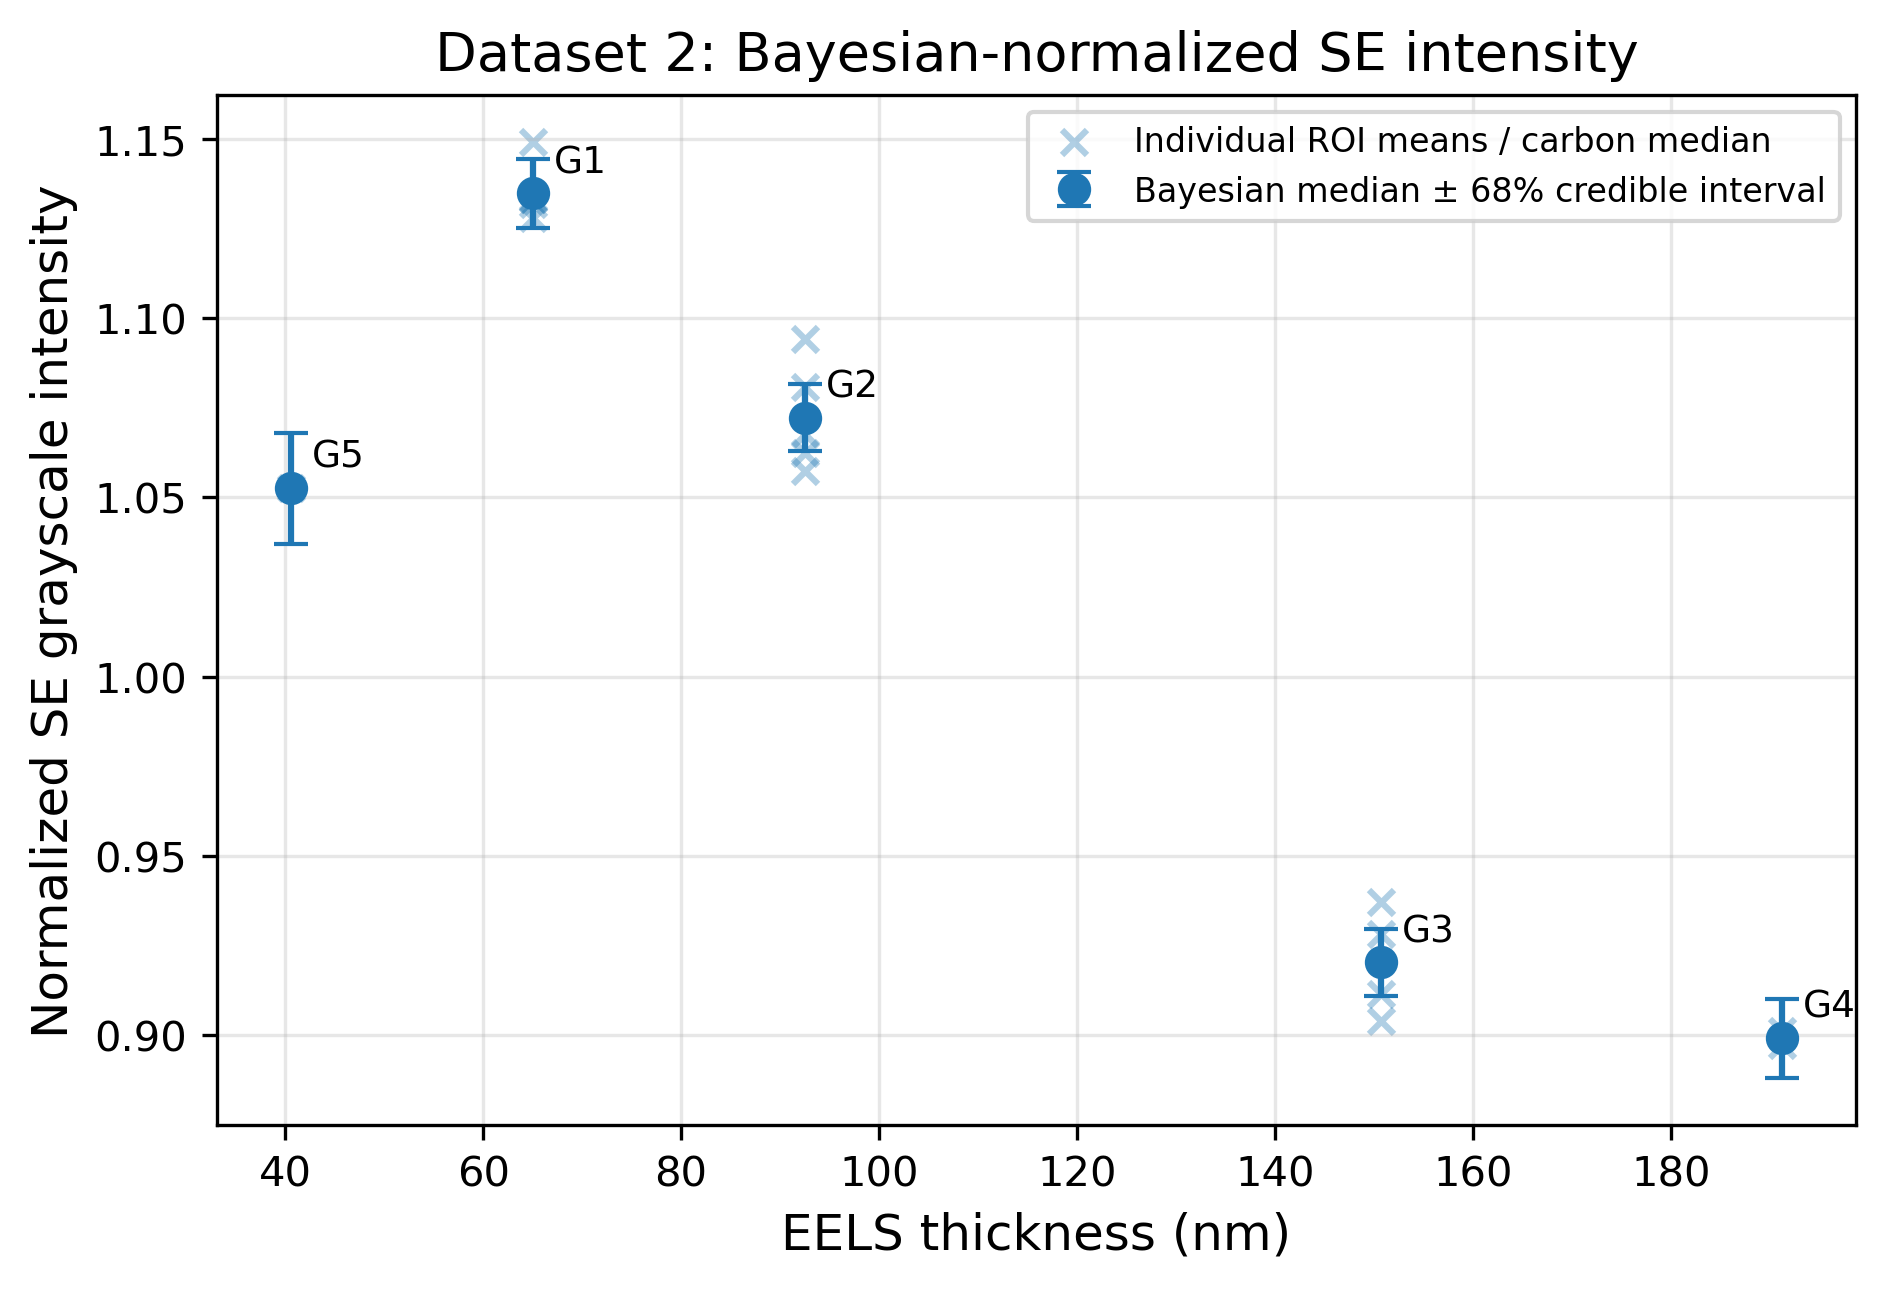 Dataset 2: Bayesian-normalized SE intensity
Individual ROI means / carbon median
Bayesian median ± 68% credible interval
Normalized SE grayscale intensity
1.15
1.10
1.05
1.00
0.95
0.90
G1
G2
G5
G3
G4
40 60 80 100 120 140 160 180
EELS thickness (nm)